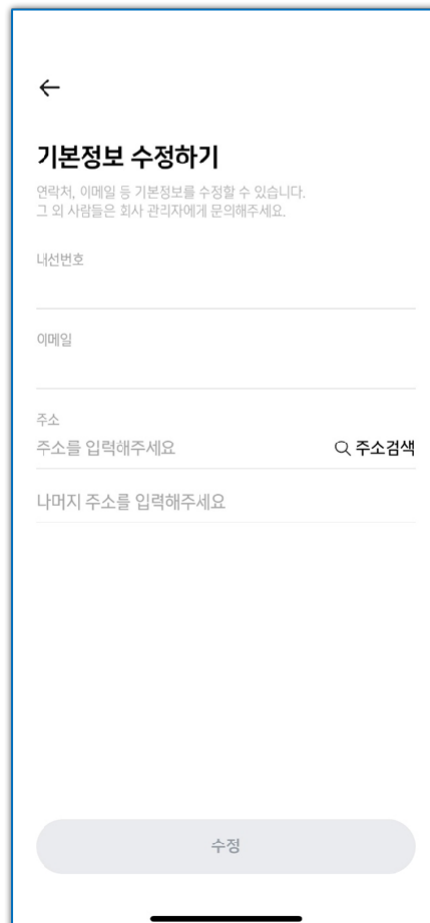 기본정보 수정하기
연락처, 이메일 등 기본정보를 수정할 수 있습니다.
그 외 사람들은 회사 관리자에게 문의해주세요.
내선번호
이메일
주소
주소를 입력해주세요 주소검색
나머지 주소를 입력해주세요
수정